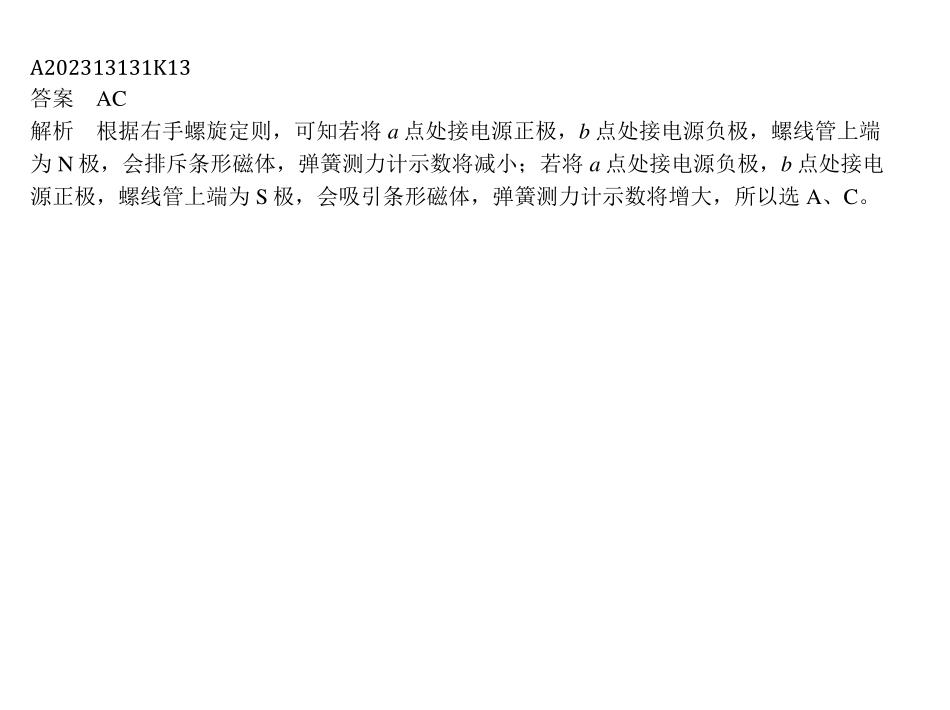 A202313131K13
答案 AC
解析 根据右手螺旋定则，可知若将 a 点处接电源正极，b 点处接电源负极，螺线管上端
为 N 极，会排斥条形磁体，弹簧测力计示数将减小；若将 a 点处接电源负极，b 点处接电
源正极，螺线管上端为 S 极，会吸引条形磁体，弹簧测力计示数将增大，所以选 A、C。